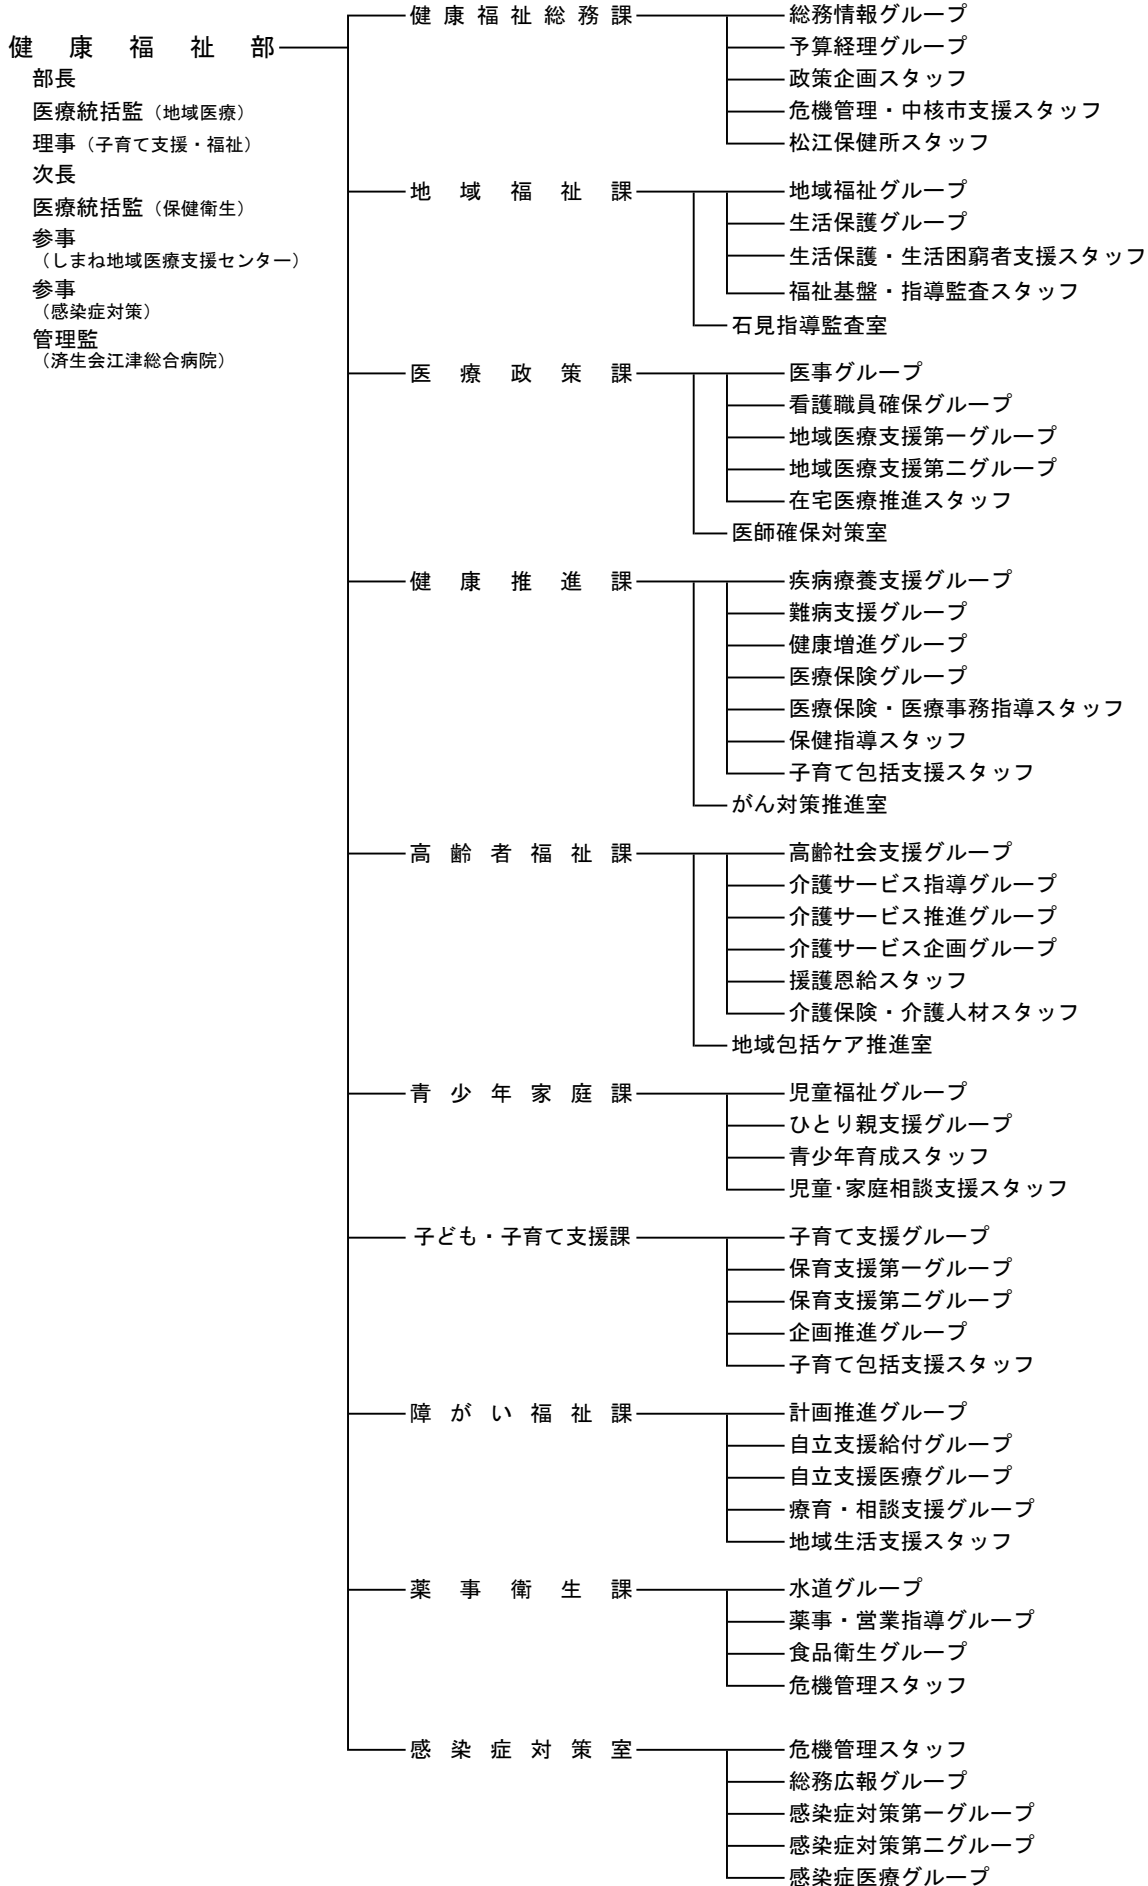 健康福祉部
部長
医療統括監（地域医療）
理事（子育て支援・福祉）
次長
医療統括監（保健衛生）
参事
（しまね地域医療支援センター）
参事
（感染症対策）
管理監
（済生会江津総合病院）
健康福祉総務課
総務情報グループ
予算経理グループ
政策企画スタッフ
危機管理・中核市支援スタッフ
松江保健所スタッフ
地域福祉課
地域福祉グループ
生活保護グループ
生活保護・生活困窮者支援スタッフ
福祉基盤・指導監査スタッフ
石見指導監査室
医療政策課
医事グループ
看護職員確保グループ
地域医療支援第一グループ
地域医療支援第二グループ
在宅医療推進スタッフ
医師確保対策室
健康推進課
疾病療養支援グループ
難病支援グループ
健康増進グループ
医療保険グループ
医療保険・医療事務指導スタッフ
保健指導スタッフ
子育て包括支援スタッフ
がん対策推進室
高齢者福祉課
高齢社会支援グループ
介護サービス指導グループ
介護サービス推進グループ
介護サービス企画グループ
援護恩給スタッフ
介護保険・介護人材スタッフ
地域包括ケア推進室
青少年家庭課
児童福祉グループ
ひとり親支援グループ
青少年育成スタッフ
児童･家庭相談支援スタッフ
子ども・子育て支援課
子育て支援グループ
保育支援第一グループ
保育支援第二グループ
企画推進グループ
子育て包括支援スタッフ
障がい福祉課
計画推進グループ
自立支援給付グループ
自立支援医療グループ
療育・相談支援グループ
地域生活支援スタッフ
薬事衛生課
水道グループ
薬事・営業指導グループ
食品衛生グループ
危機管理スタッフ
感染症対策室
危機管理スタッフ
総務広報グループ
感染症対策第一グループ
感染症対策第二グループ
感染症医療グループ